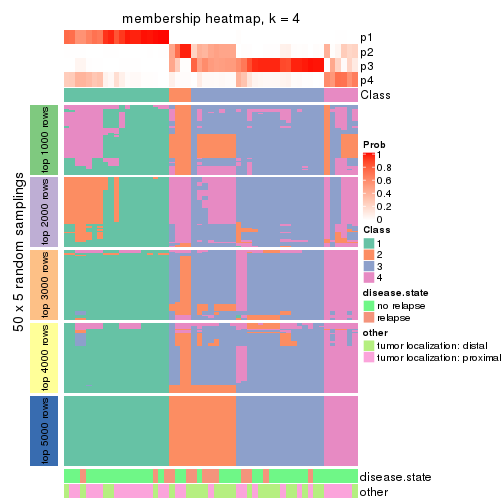 membership heatmap, k = 4
p1
p2
p3
p4
Class
50 x 5 random samplings
top 1000 rows
top 2000 rows
top 3000 rows
top 4000 rows
top 5000 rows
Prob
1
0.8
0.6
0.4
0.2
0
Class
1
2
3
4
disease.state
no relapse
relapse
other
tumor localization: distal
tumor localization: proximal
disease.state
other